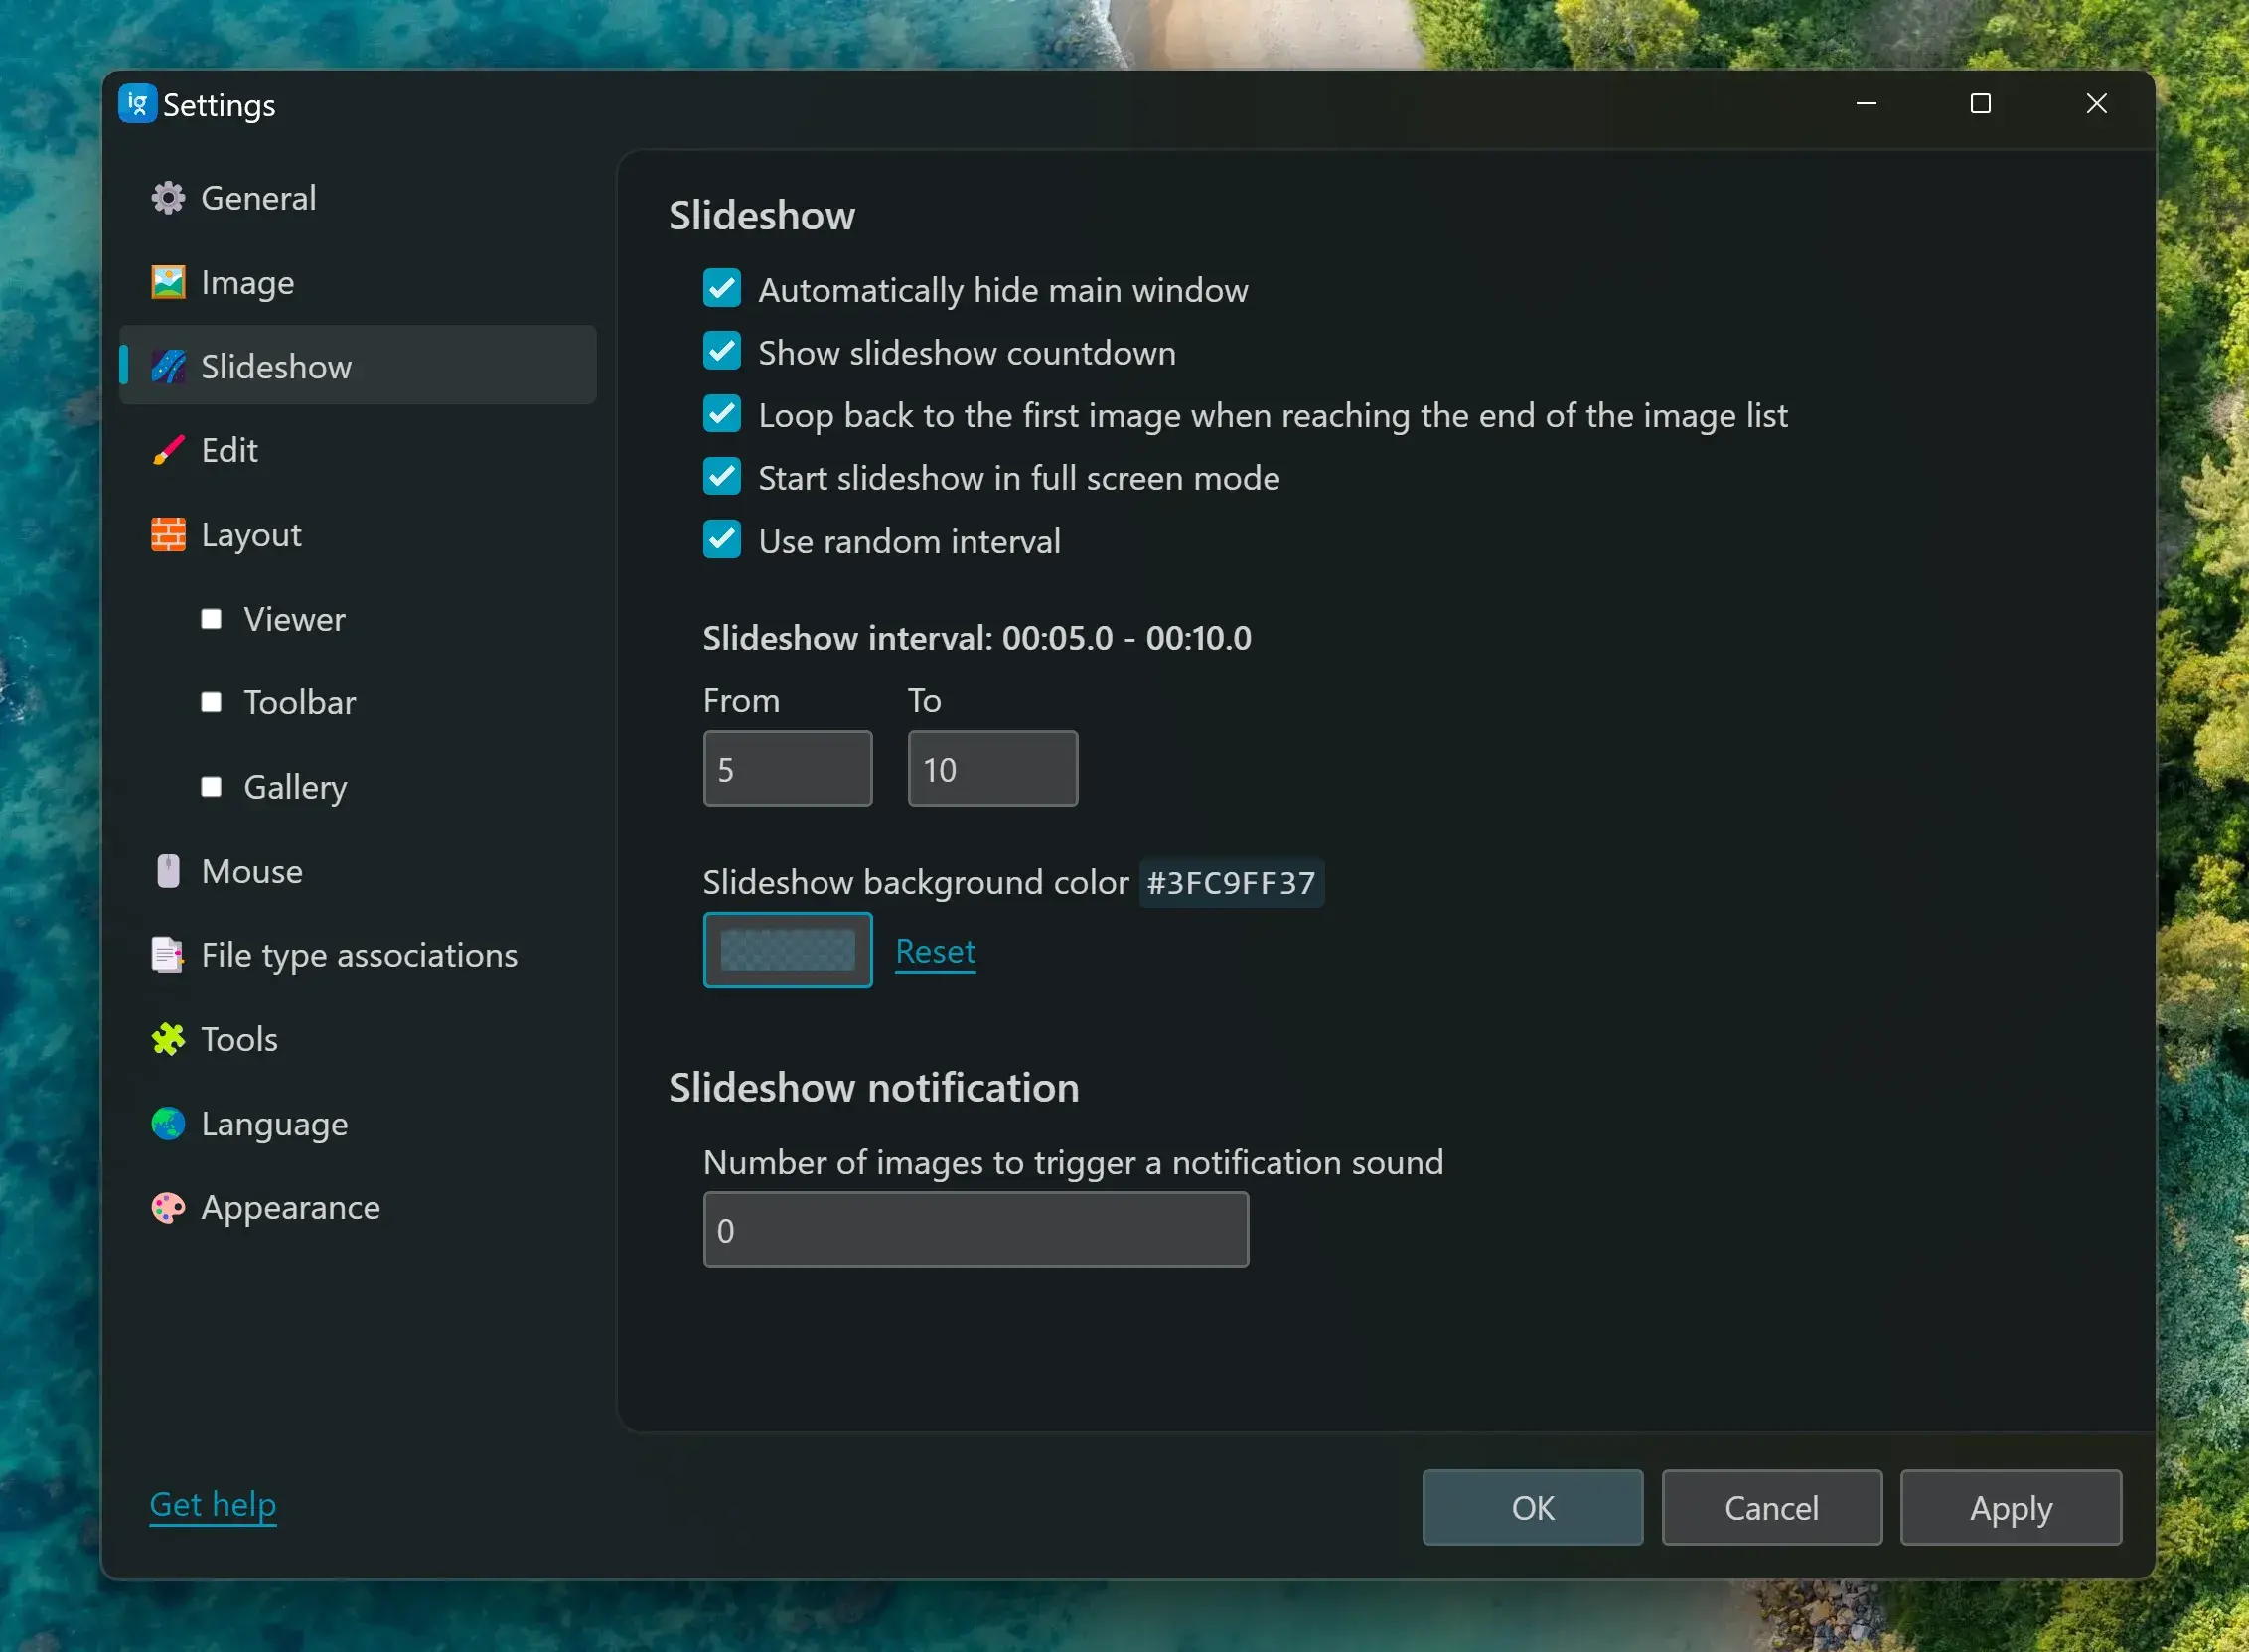 ig Settings
General
Image
Slideshow
Edit
Layout
Viewer
Toolbar
Gallery
Mouse
File type associations
Tools
Language
Appearance
Get help
Slideshow
Automatically hide main window
Show slideshow countdown
Loop back to the first image when reaching the end of the image list
Start slideshow in full screen mode
Use random interval
Slideshow interval: 00:05.0 - 00:10.0
From To
5 10
Slideshow background color #3FC9FF37
Reset
Slideshow notification
Number of images to trigger a notification sound
0
OK Cancel Apply